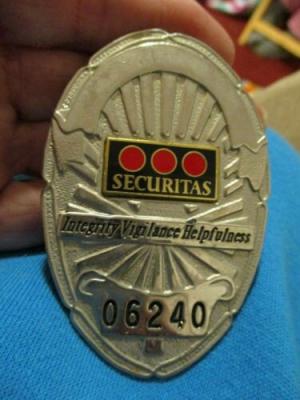 SECURITAS
Integrity Vigilance Helpfulness
06240